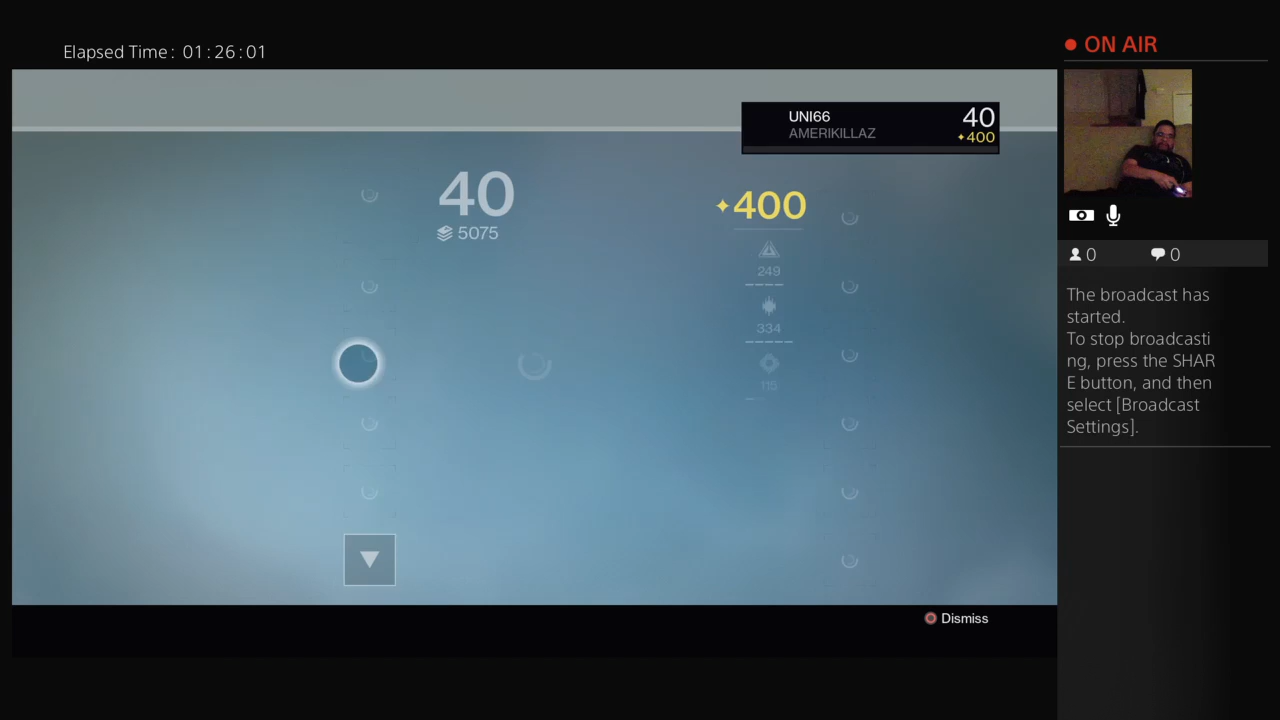 Elapsed Time: 01:26:01
ON AIR
UNI66
40
AMERIKILLAZ
400
40
5075
400
249
334
115
0
0
The broadcast has
started.
To stop broadcasti
ng, press the SHAR
E button, and then
select [Broadcast
Settings].
Dismiss